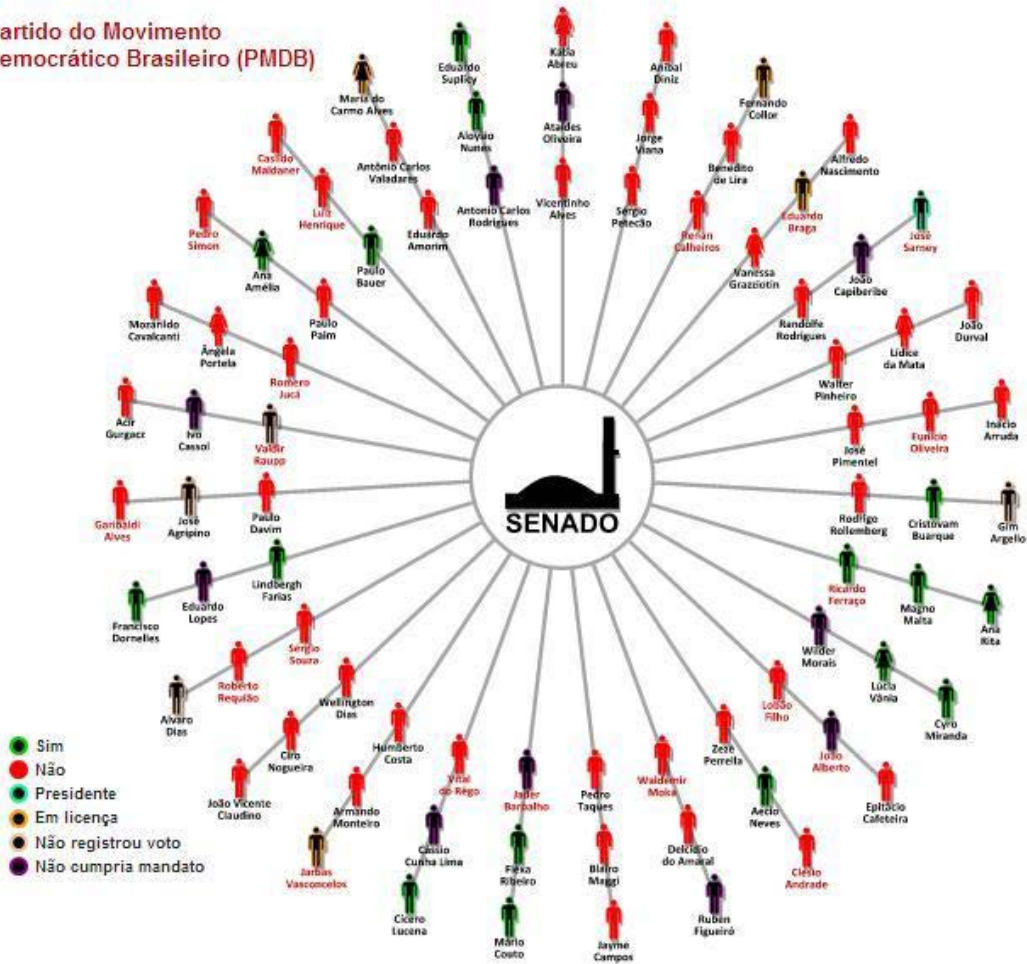 artido do Movimento
emocrático Brasileiro (PMDB)
Eduardo
Suplicy
Kátia
Abreu
Aníbal
Diniz
Maria do
Carmo Alves
Fernando
Collor
Aloysio
Nunes
Ataídes
Oliveira
Jorge
Viana
Casildo
Maldaner
Antônio Carlos
Valadares
Benedito
de Lira
Alfredo
Nascimento
Pedro
Simon
Luiz
Henrique
Eduardo
Amorim
Antonio Carlos
Rodrigues
Vicentinho
Alves
Sérgio
Petecão
Renan
Calheiros
Eduardo
Braga
José
Sarney
Ana
Amélia
Paulo
Bauer
Vanessa
Grazziotin
João
Capiberibe
Mozarildo
Cavalcanti
Ângela
Portela
Paulo
Paim
Randolfe
Rodrigues
Lídice
da Mata
João
Durval
Romero
Jucá
Walter
Pinheiro
Acir
Gurgacz
Ivo
Cassol
Valdir
Raupp
José
Pimentel
Eunício
Oliveira
Inácio
Arruda
Garibaldi
Alves
José
Agripino
Paulo
Davim
SENADO
Rodrigo
Rollemberg
Cristovam
Buarque
Gim
Argello
Francisco
Dornelles
Eduardo
Lopes
Lindbergh
Farias
Ricardo
Ferraço
Magno
Malta
Ana
Rita
Sérgio
Souza
Wilder
Morais
Roberto
Requião
Lúcia
Vânia
Alvaro
Dias
Wellington
Dias
Lobão
Filho
Cyro
Miranda
Ciro
Nogueira
Humberto
Costa
Zezé
Perrella
João
Alberto
João Vicente
Claudino
Armando
Monteiro
Vital
do Rêgo
Jader
Barbalho
Pedro
Taques
Waldemir
Moka
Aecio
Neves
Epitácio
Cafeteira
Jarbas
Vasconcelos
Cássio
Cunha Lima
Flexa
Ribeiro
Blairo
Maggi
Delcídio
do Amaral
Clésio
Andrade
Cícero
Lucena
Mário
Couto
Jayme
Campos
Ruben
Figueiró
Sim
Não
Presidente
Em licença
Não registrou voto
Não cumpria mandato